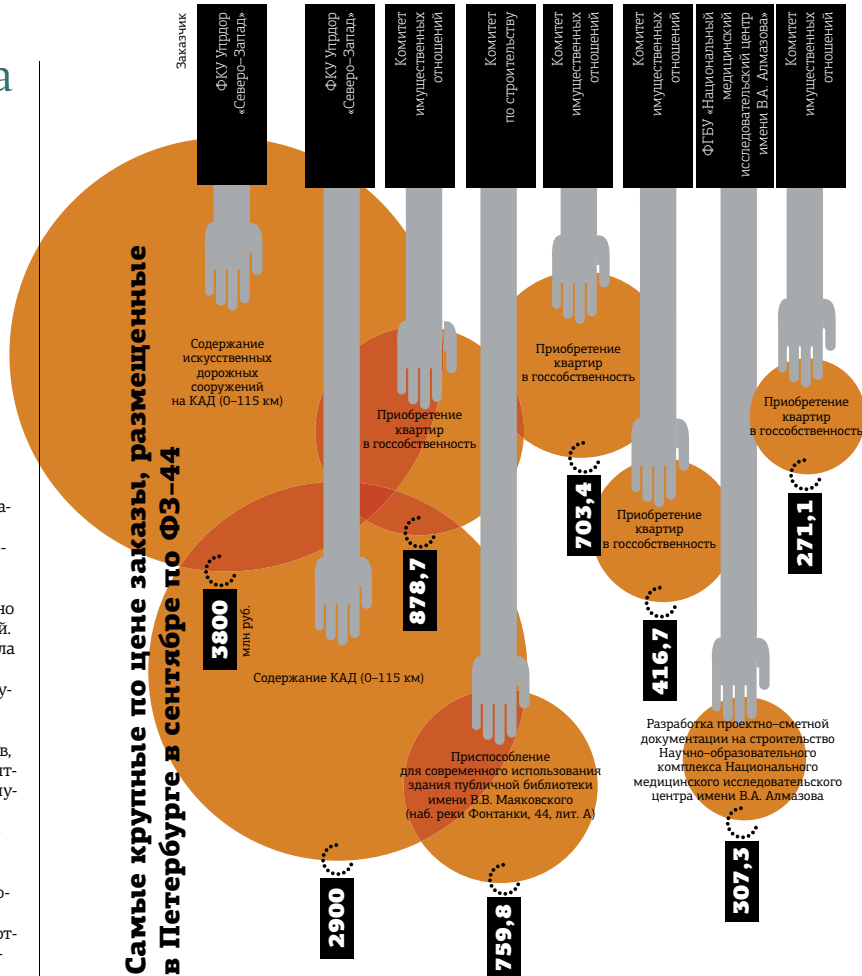 а
Заказчик
ФКУ Упрдор
«Северо–Запад»
ФКУ Упрдор
«Северо–Запад»
Комитет
имущественных
отношений
Комитет
по строительству
Комитет
имущественных
отношений
Комитет
имущественных
отношений
ФГБУ «Национальный
медицинский
исследовательский центр
имени В.А. Алмазова»
Комитет
имущественных
отношений
Самые крупные по цене заказы, размещенные
в Петербурге в сентябре по ФЗ–44
Содержание
искусственных
дорожных
сооружений
на КАД (0–115 км)
3800
млн руб.
Содержание КАД (0–115 км)
2900
Приобретение
квартир
в госсобственность
878,7
Приспособление
для современного использования
здания публичной библиотеки
имени В.В. Маяковского
(наб. реки Фонтанки, 44, лит. А)
759,8
Приобретение
квартир
в госсобственность
703,4
Приобретение
квартир
в госсобственность
416,7
Разработка проектно–сметной
документации на строительство
Научно–образовательного
комплекса Национального
медицинского исследовательского
центра имени В.А. Алмазова
307,3
Приобретение
квартир
в госсобственность
271,1